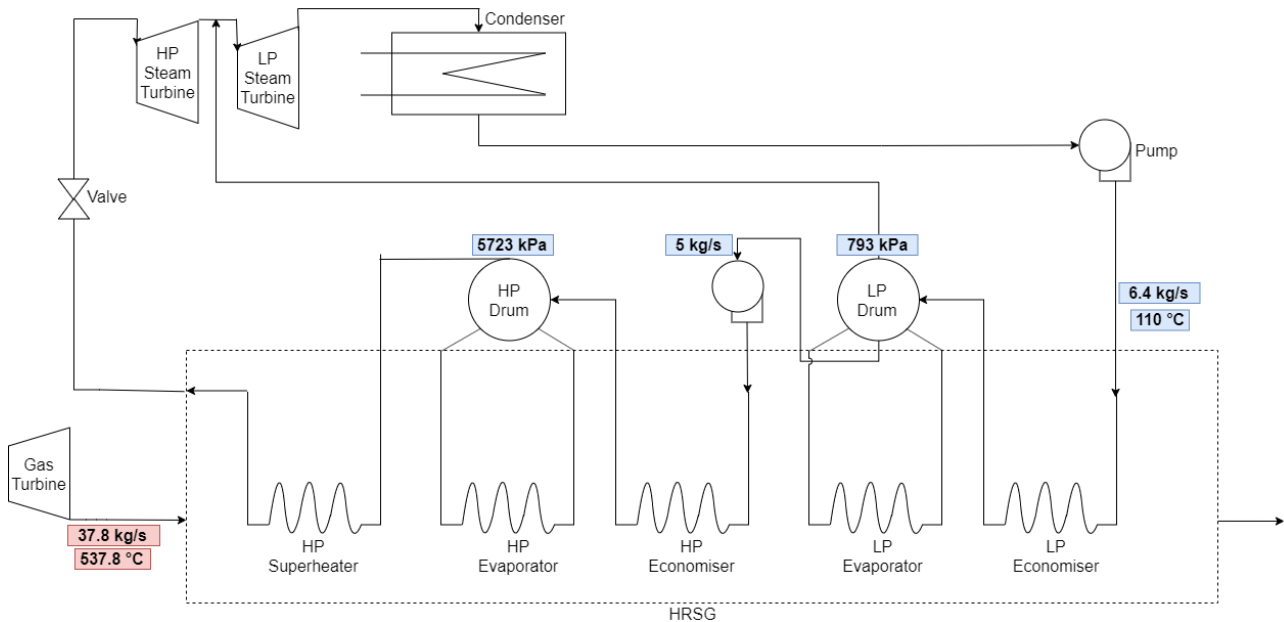 Condenser
HP
Steam
Turbine
LP
Steam
Turbine
Pump
Valve
5723 kPa
5 kg/s
793 kPa
HP
Drum
LP
Drum
6.4 kg/s
110 °C
Gas
Turbine
37.8 kg/s
537.8 °C
HP
Superheater
HP
Evaporator
HP
Economiser
LP
Evaporator
LP
Economiser
HRSG